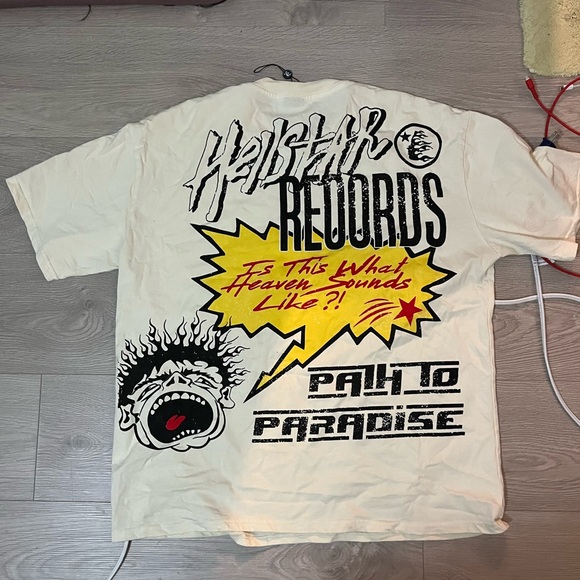 HellstAR
RECORDS
Is This What
Heaven Sounds
Like?!
PATH TO
PARADISE